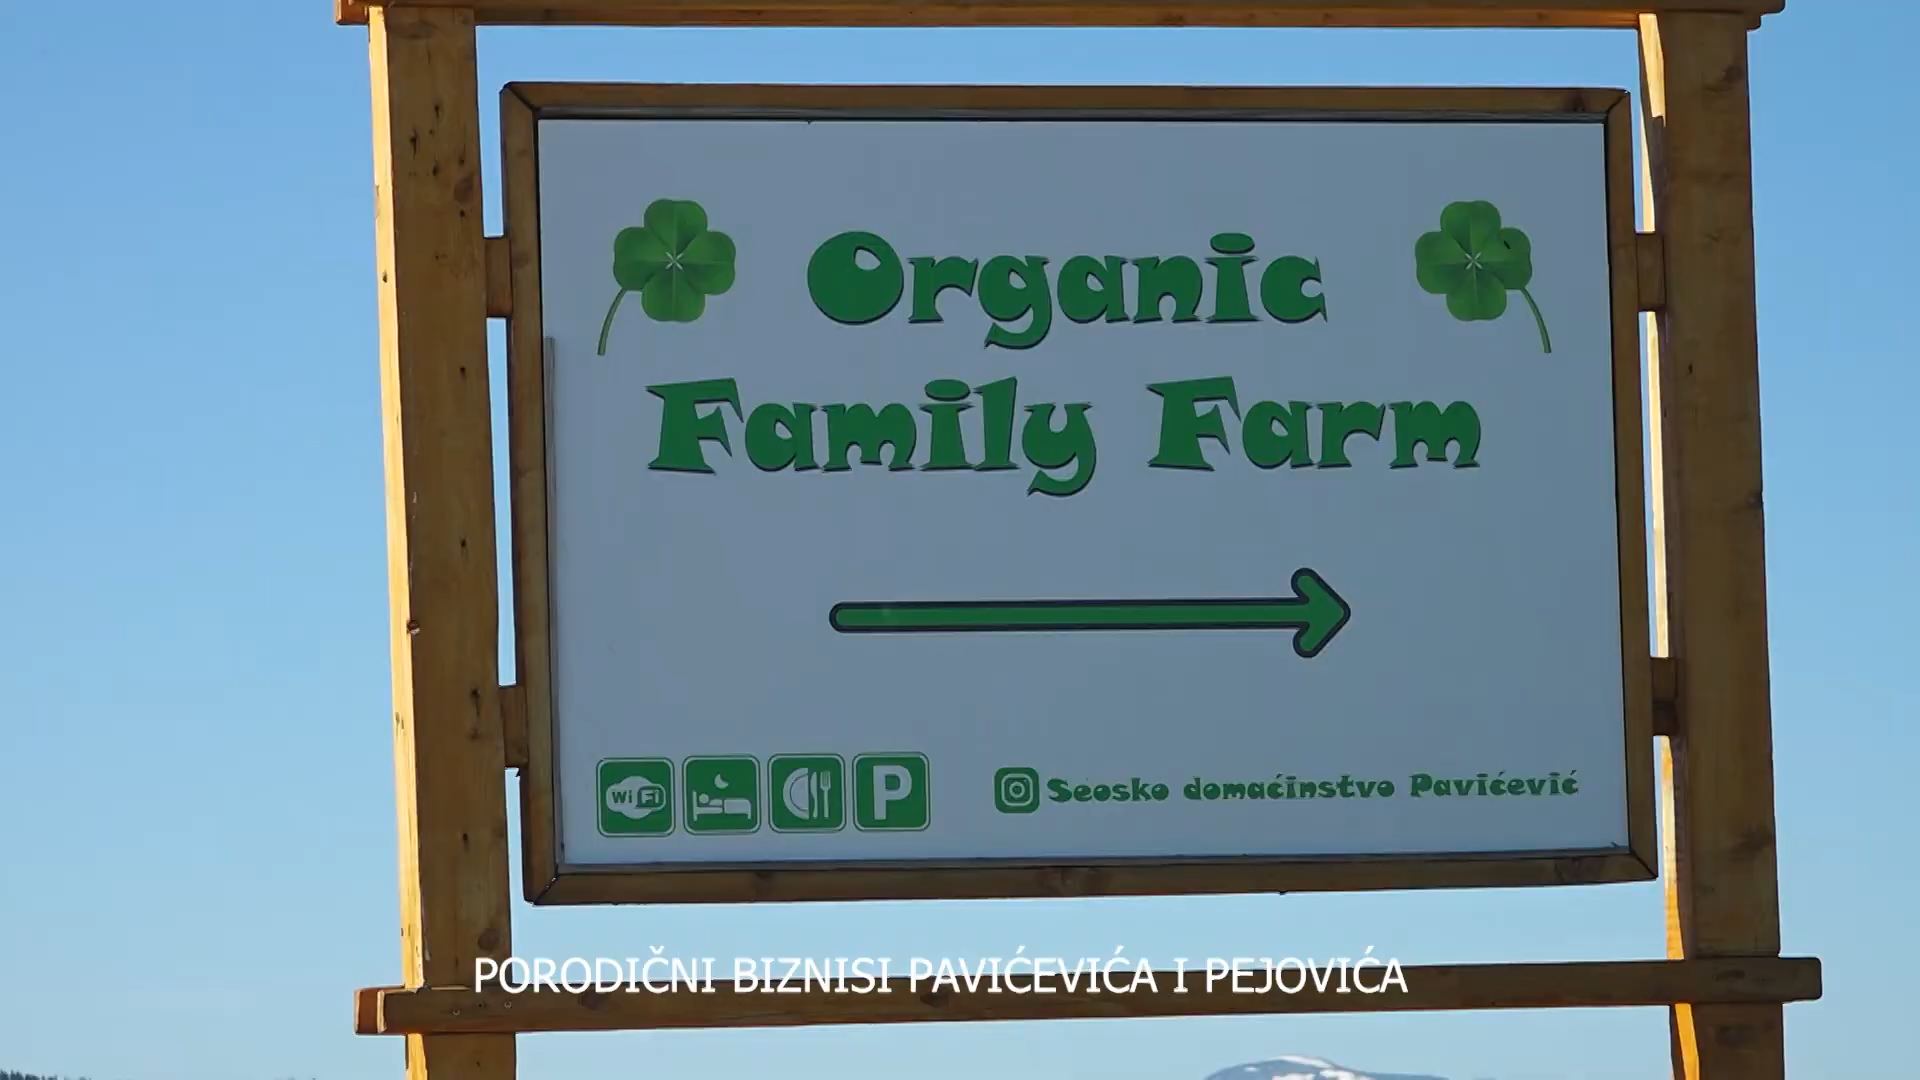 Organic
Family Farm
WiFi
P
Seosko domaćinstvo Pavićević
PORODIČNI BIZNISI PAVIĆEVIĆA I PEJOVIĆA